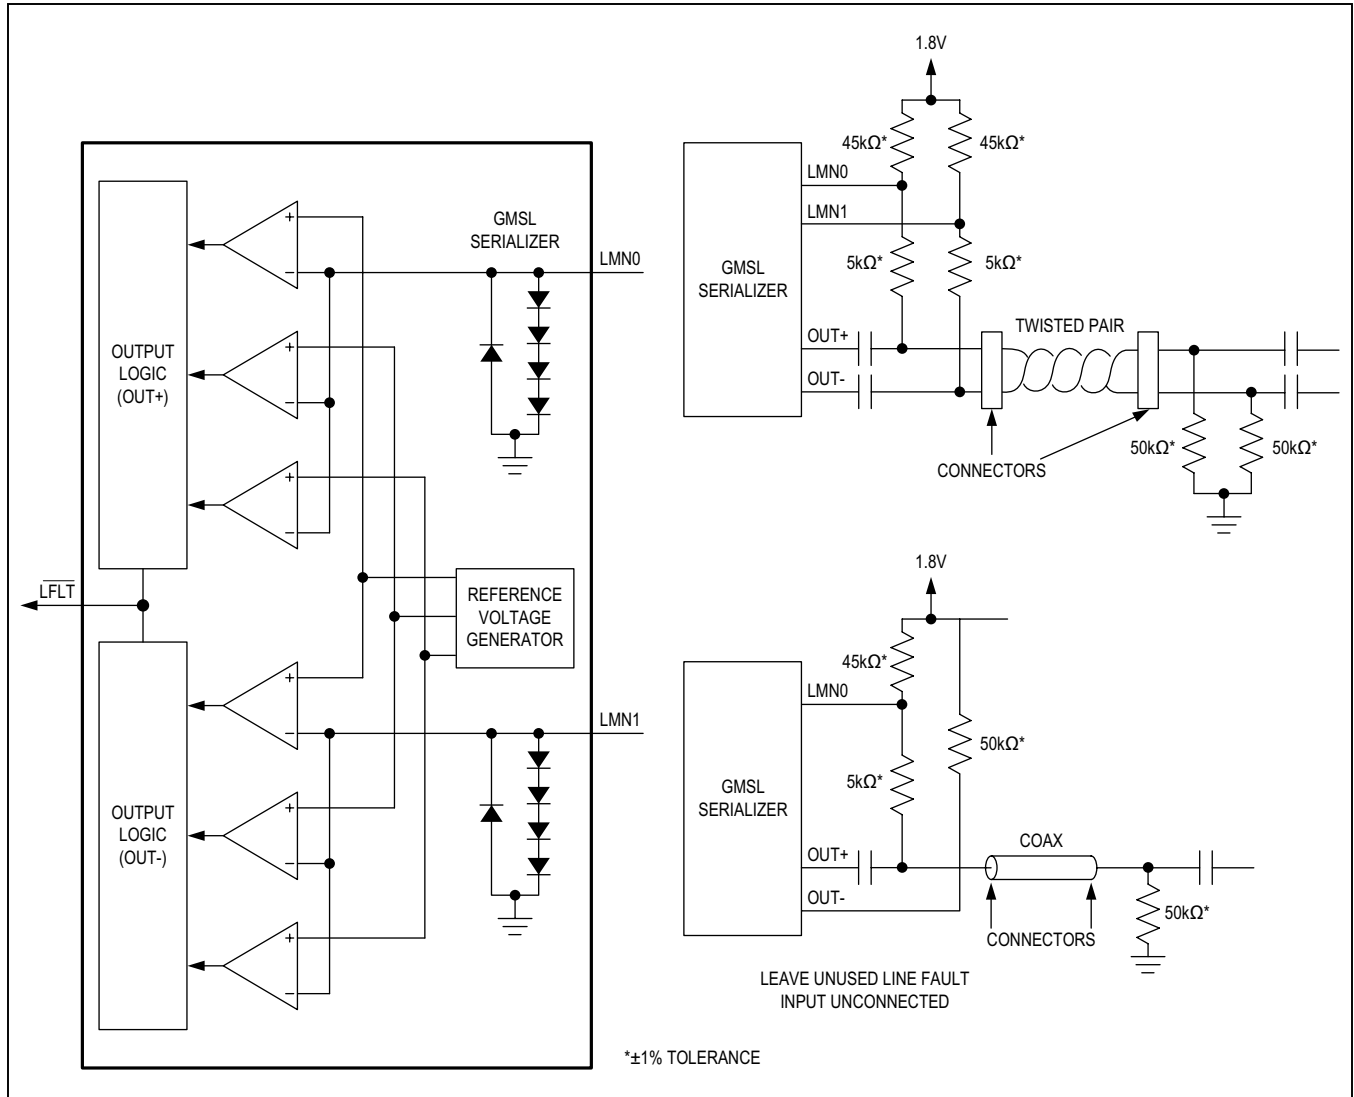 GMSL
SERIALIZER
LMN0
+
−
+
−
+
−
OUTPUT
LOGIC
(OUT+)
LFLT
REFERENCE
VOLTAGE
GENERATOR
LMN1
+
−
+
−
+
−
OUTPUT
LOGIC
(OUT-)
1.8V
45kΩ*
45kΩ*
LMN0
LMN1
5kΩ*
5kΩ*
GMSL
SERIALIZER
OUT+
OUT-
TWISTED PAIR
CONNECTORS
50kΩ*
50kΩ*
1.8V
45kΩ*
LMN0
50kΩ*
5kΩ*
GMSL
SERIALIZER
OUT+
OUT-
COAX
CONNECTORS
50kΩ*
LEAVE UNUSED LINE FAULT
INPUT UNCONNECTED
*±1% TOLERANCE